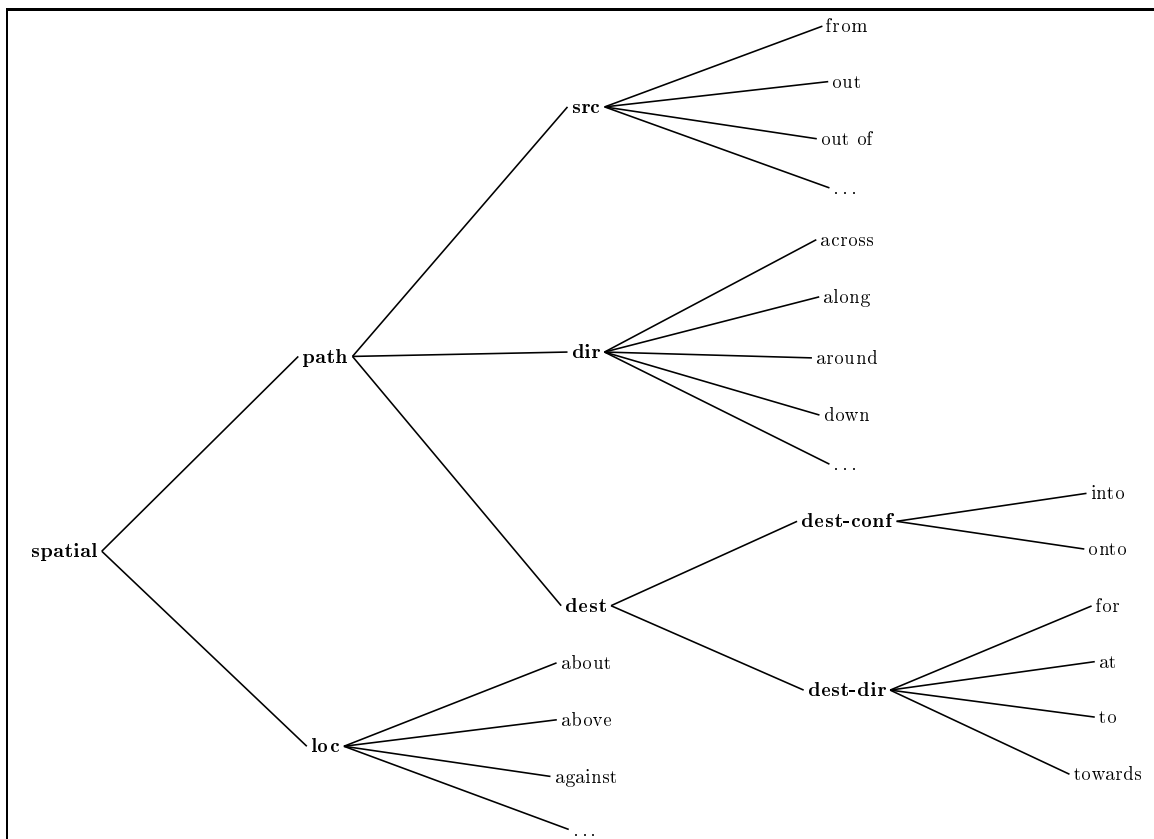 from
out
src
out of
. . .
across
along
path
dir
around
down
. . .
into
dest-conf
spatial
onto
dest
for
about
at
dest-dir
above
to
loc
against
towards
. . .